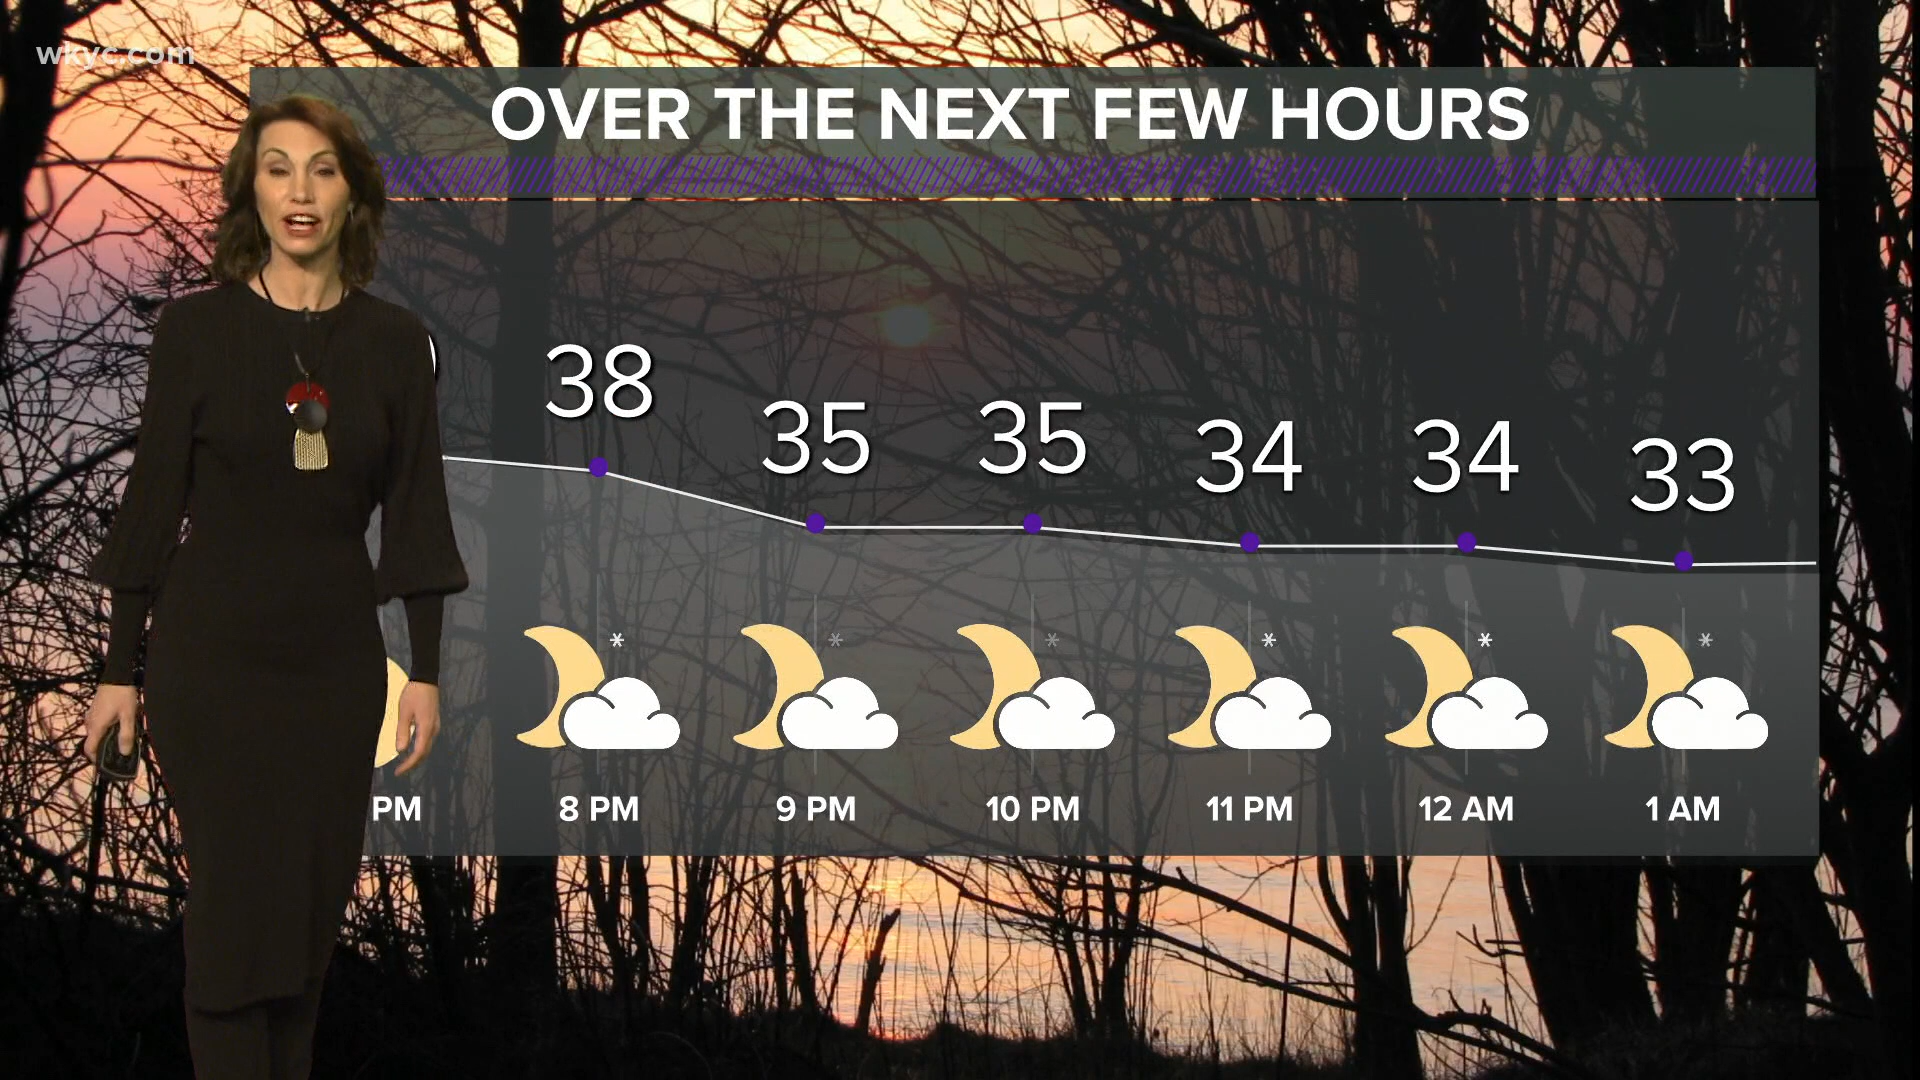 wkyc.com
OVER THE NEXT FEW HOURS
38 35 35 34 34 33
PM 8 PM 9 PM 10 PM 11 PM 12 AM 1 AM